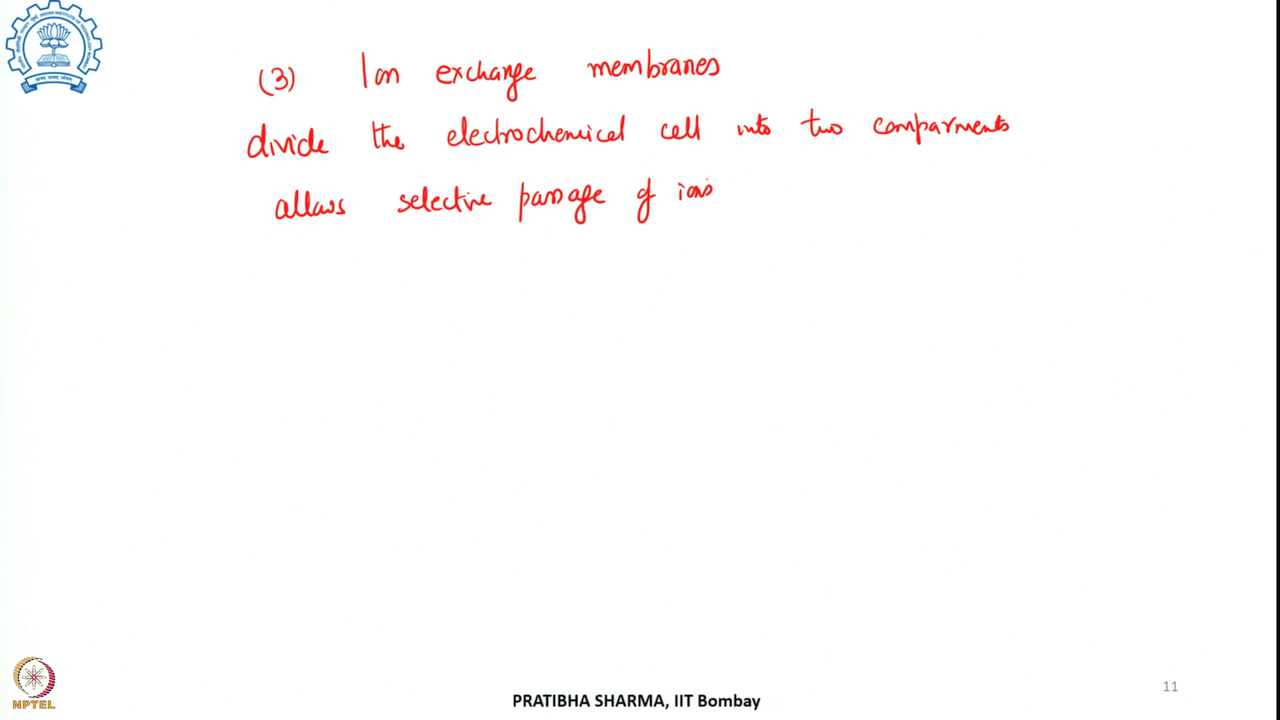 (3) Ion exchange membranes
divide the electrochemical cell into two comparments
allows selective passage of ions
NPTEL
PRATIBHA SHARMA, IIT Bombay
11